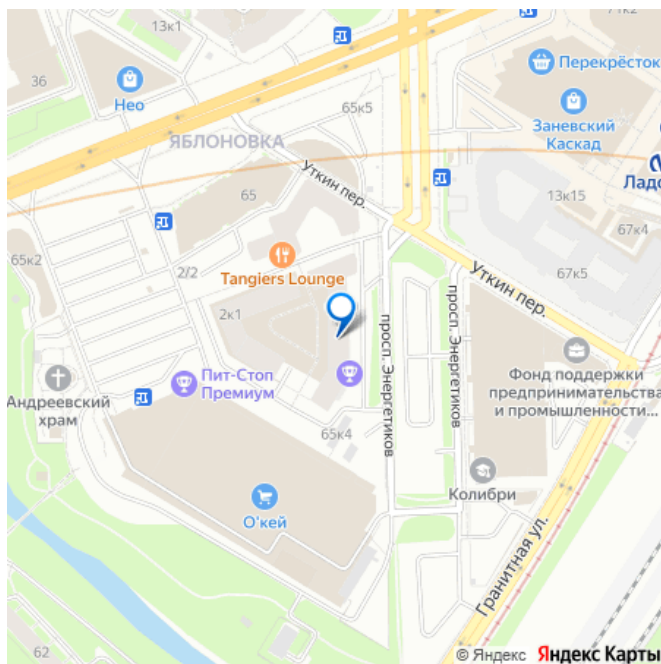 13к1
71к2
36
Нео
Перекрёсток
65к5
Заневский
Каскад
ЯБЛОНОВКА
Уткин пер.
65
13к15
67к4
65к2
2/2
Tangiers Lounge
67к5
Уткин пер.
2к1
просп. Энергетиков
просп. Энергетиков
Пит-Стоп
Премиум
Фонд поддержки
предпринимательства
и промышленности...
Андреевский
храм
65к4
Колибри
О'кей
Гранитная ул.
62
© Яндекс Яндекс Карты